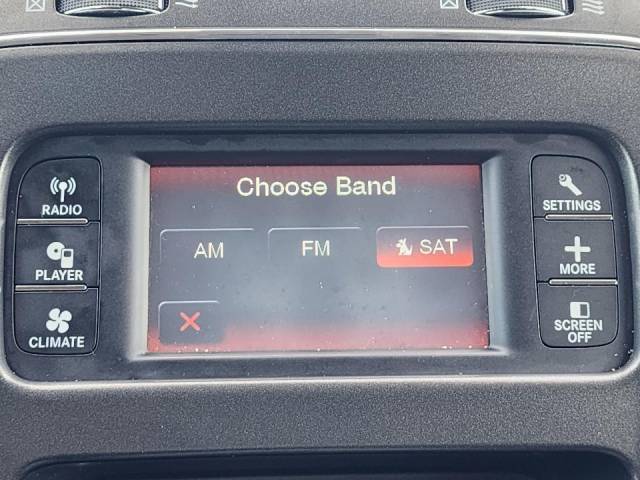 Choose Band
AM
FM
SAT
RADIO
PLAYER
CLIMATE
SETTINGS
MORE
SCREEN
OFF